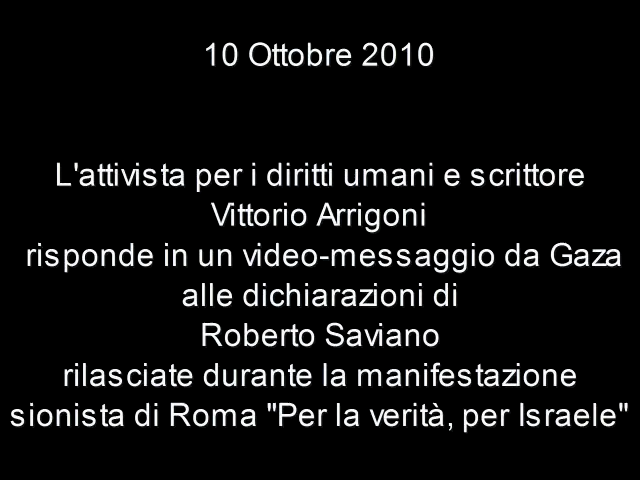 10 Ottobre 2010
L'attivista per i diritti umani e scrittore
Vittorio Arrigoni
risponde in un video-messaggio da Gaza
alle dichiarazioni di
Roberto Saviano
rilasciate durante la manifestazione
sionista di Roma "Per la verità, per Israele"